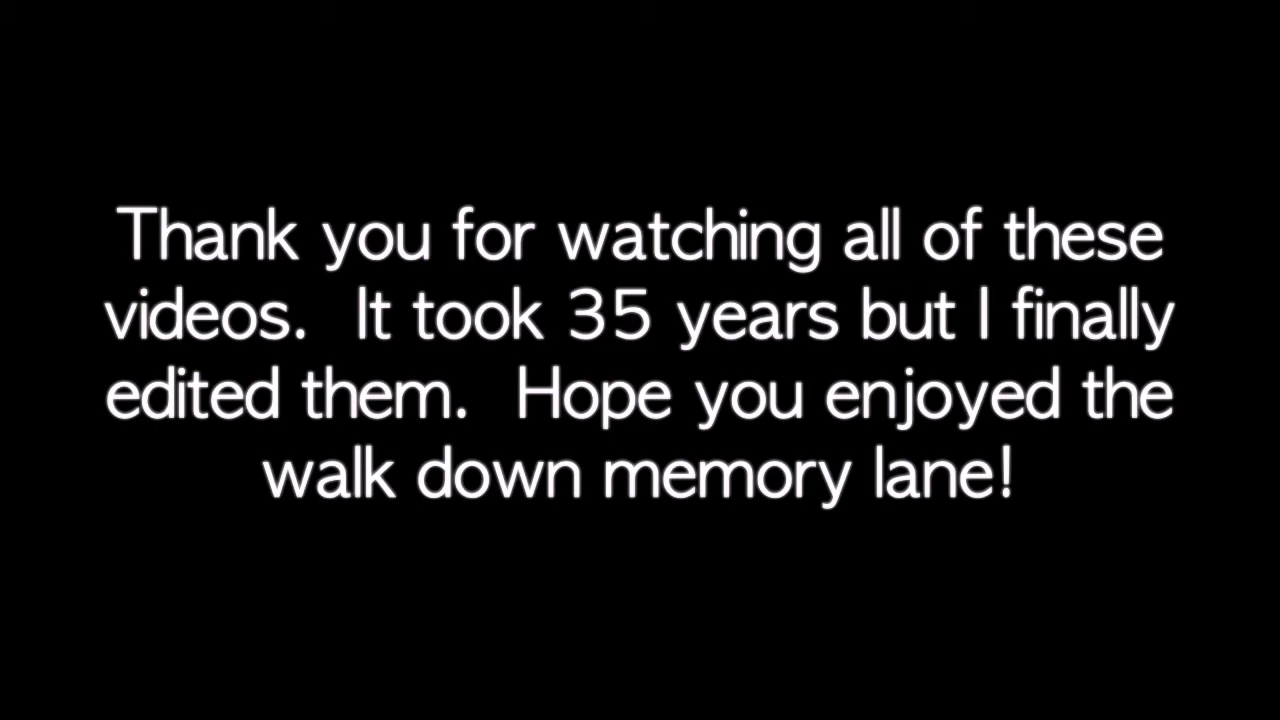 Thank you for watching all of these
videos.  It took 35 years but I finally
edited them.  Hope you enjoyed the
walk down memory lane!